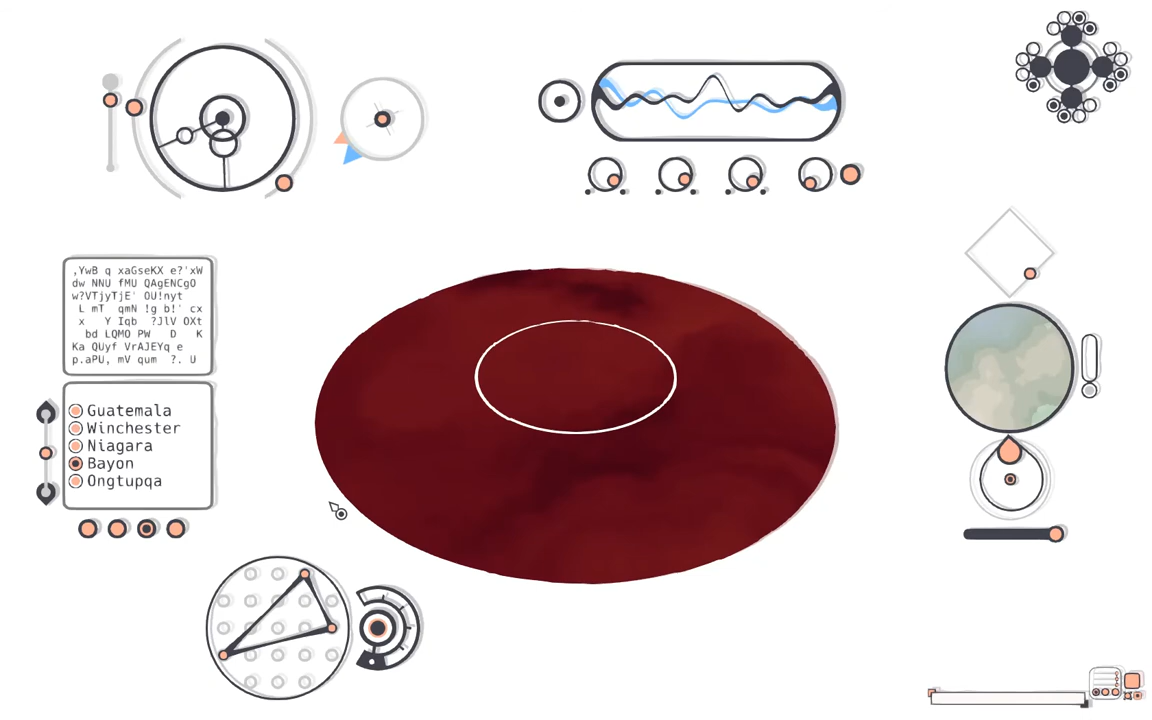 ,YwB q xaGseKX e?'xW
dw NNU fMU QAgENCgO
w?VTjyTjE' OU!nyt
L mT qmN !g b!' cx
x Y Iqb ?JlV OXt
bd LQMO PW D K
Ka QUyf VrAJEYq e
p.aPU, mV qum ?. U
Guatemala
Winchester
Niagara
Bayon
Ongtupqa